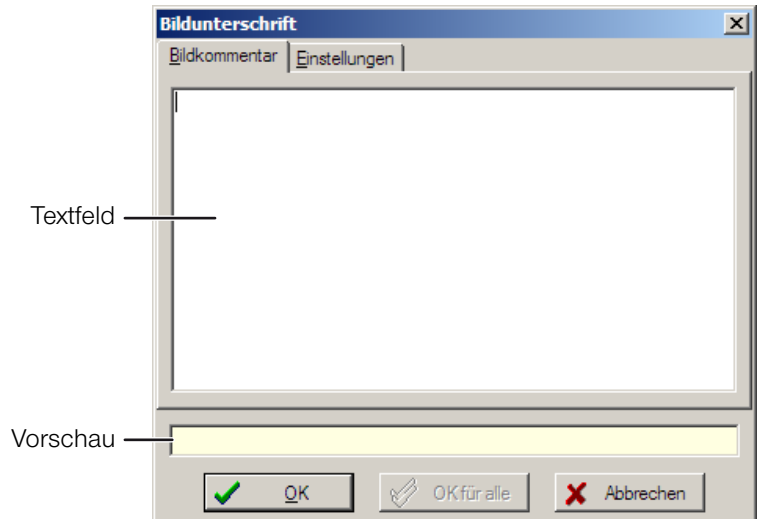 Bildunterschrift
Bildkommentar Einstellungen
Textfeld
Vorschau
OK OK für alle Abbrechen